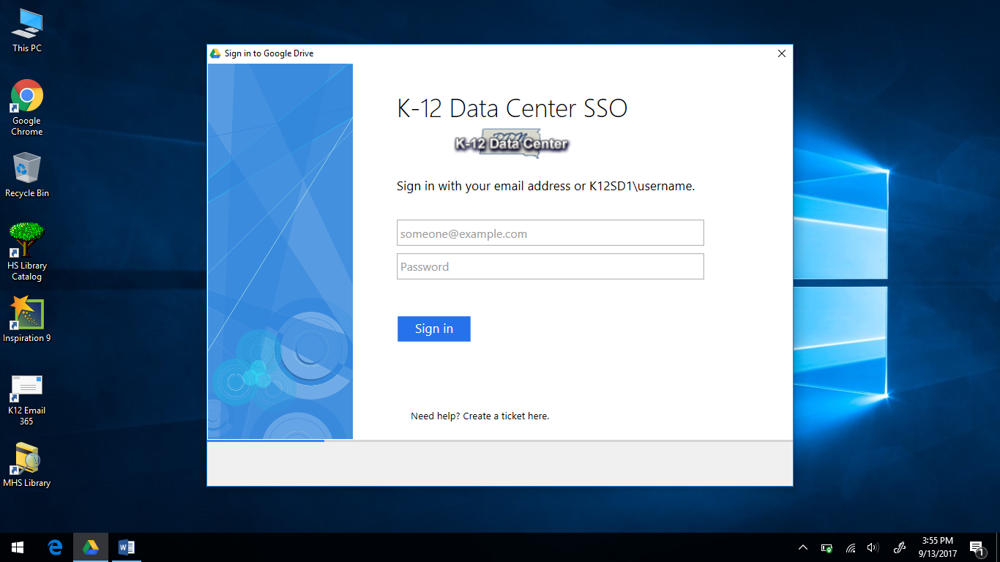 This PC
Google
Chrome
Recycle Bin
HS Library
Catalog
Inspiration 9
K12 Email
365
MHS Library
Sign in to Google Drive
K-12 Data Center SSO
K-12 Data Center
Sign in with your email address or K12SD1\username.
someone@example.com
Password
Sign in
Need help? Create a ticket here.
3:55 PM
9/13/2017
1